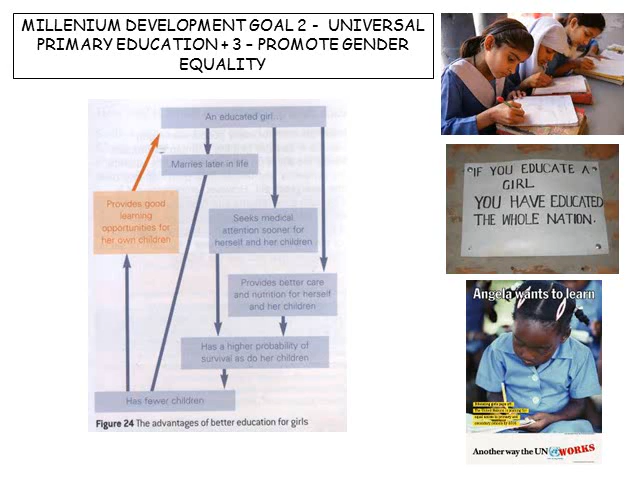 MILLENIUM DEVELOPMENT GOAL 2 - UNIVERSAL
PRIMARY EDUCATION + 3 – PROMOTE GENDER
EQUALITY
An educated girl...
Marries later in life
Provides good
learning
opportunities for
her own children
Seeks medical
attention sooner for
herself and her children
Provides better care
and nutrition for herself
and her children
Has a higher probability of
survival as do her children
Has fewer children
Figure 24 The advantages of better education for girls
IF YOU EDUCATE A
GIRL
YOU HAVE EDUCATED
THE WHOLE NATION.
Angela wants to learn
Another way the UN WORKS